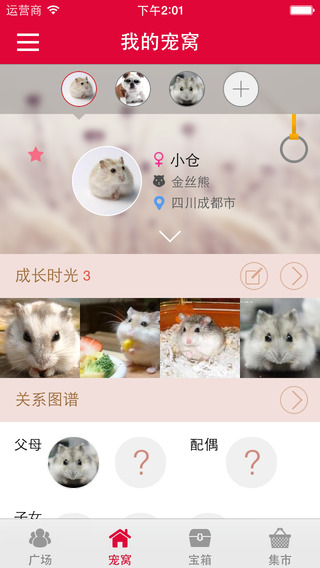 运营商 下午2:01
我的宠窝
小仓
金丝熊
四川成都市
成长时光 3
关系图谱
父母 ? 配偶 ?
子女
广场 宠窝 宝箱 集市